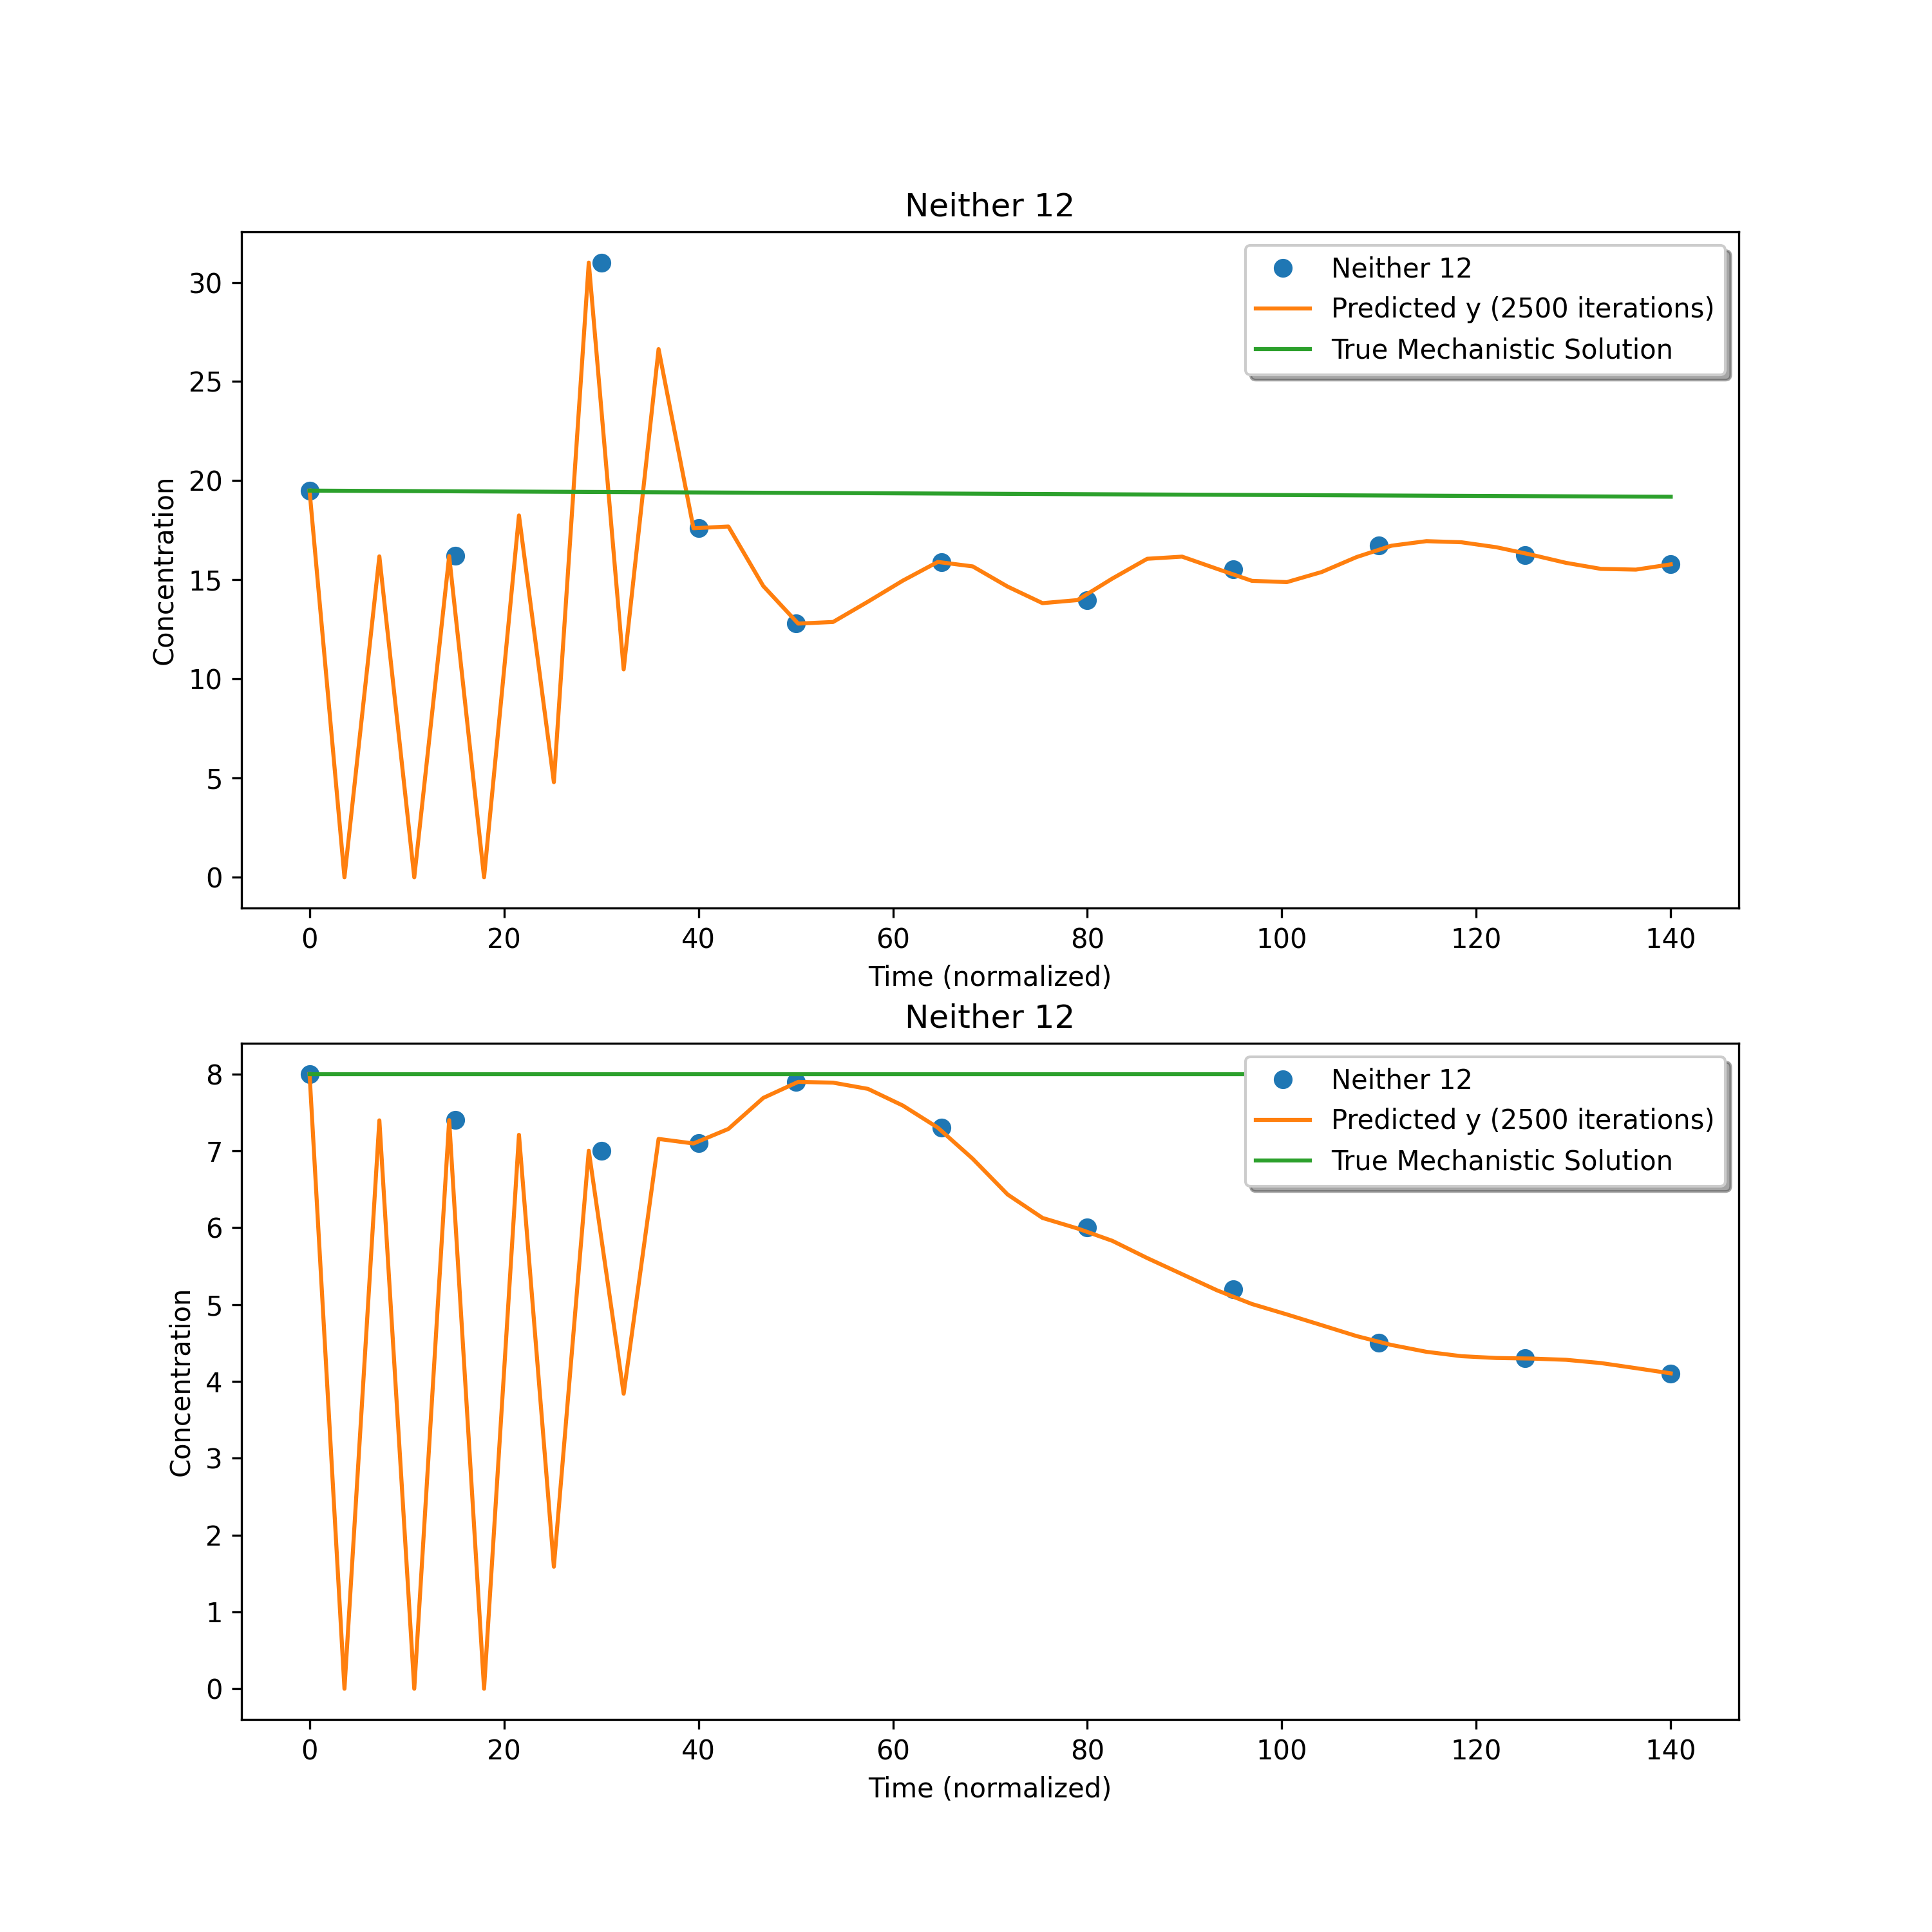 Neither 12
Neither 12
Predicted y (2500 iterations)
True Mechanistic Solution
30
25
20
15
10
5
0
Concentration
0 20 40 60 80 100 120 140
Time (normalized)
Neither 12
Neither 12
Predicted y (2500 iterations)
True Mechanistic Solution
8
7
6
5
4
3
2
1
0
Concentration
0 20 40 60 80 100 120 140
Time (normalized)